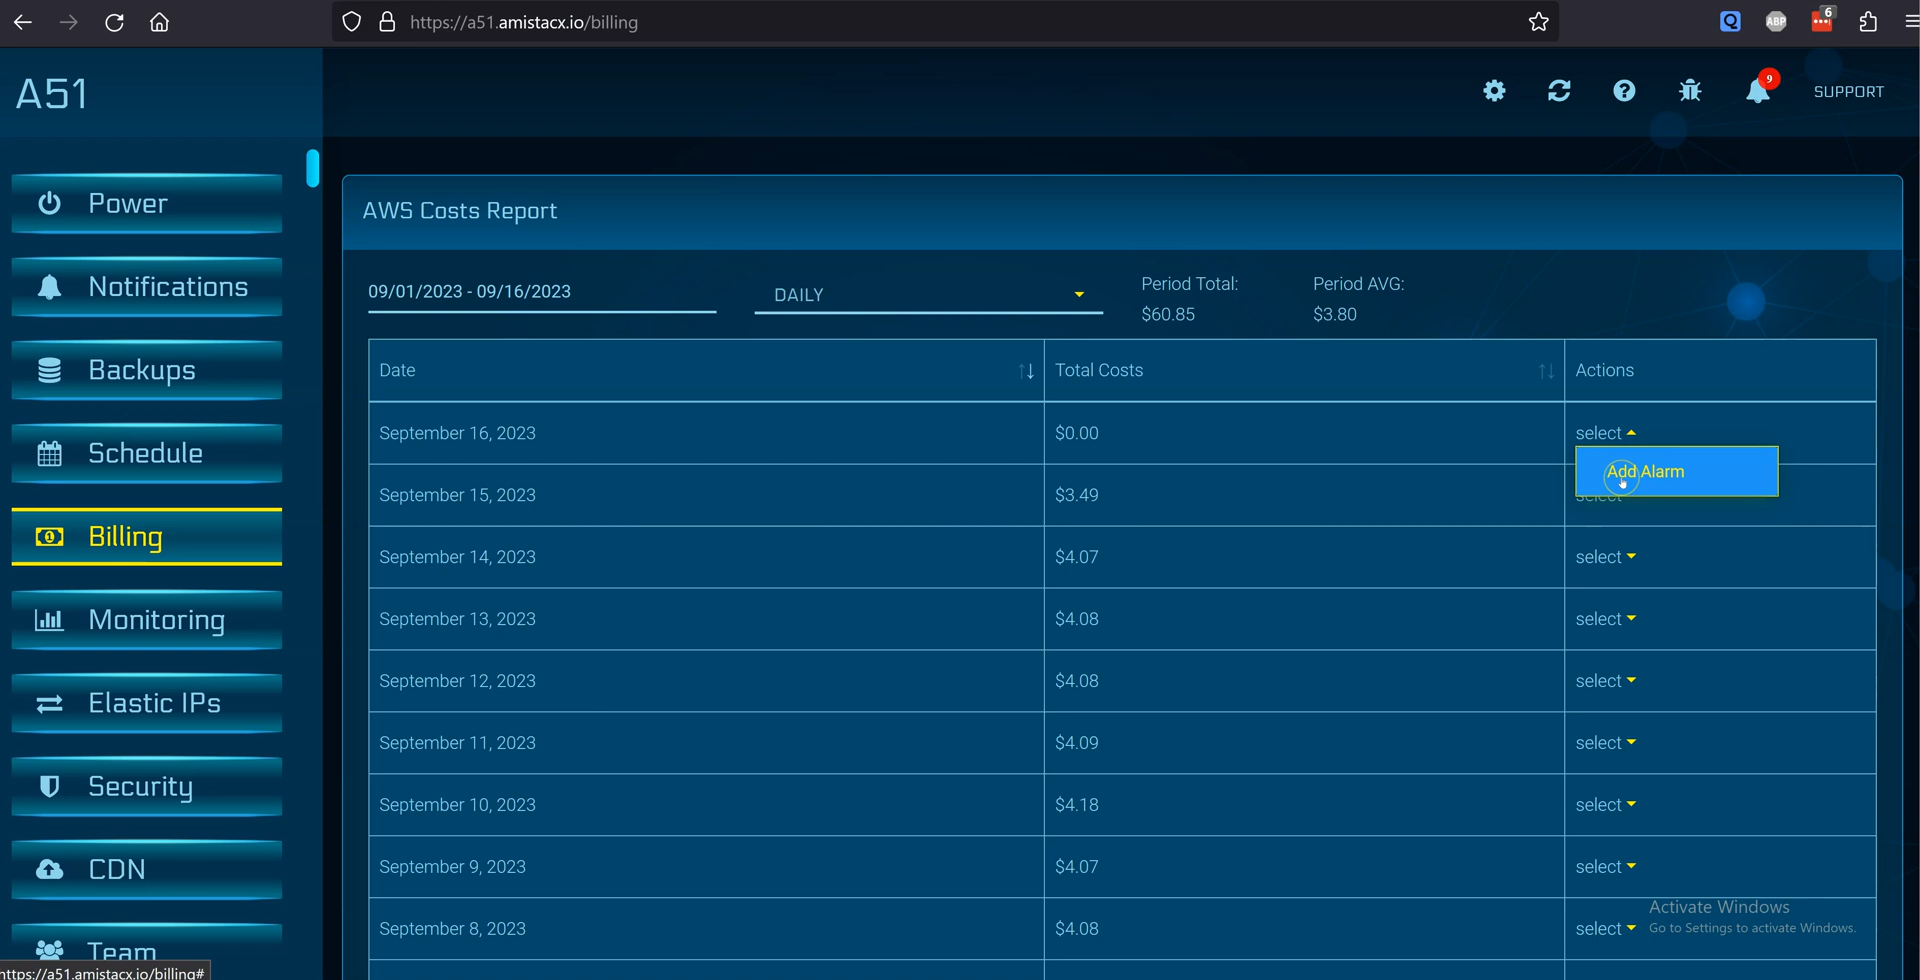 https://a51.amistacx.io/billing
ABP
6
A51
9
SUPPORT
Power
Notifications
Backups
Schedule
Billing
Monitoring
Elastic IPs
Security
CDN
Team
AWS Costs Report
09/01/2023 - 09/16/2023
DAILY
Period Total:
$60.85
Period AVG:
$3.80
Date Total Costs Actions
September 16, 2023 $0.00 select
Add Alarm
September 15, 2023 $3.49 select
September 14, 2023 $4.07 select
September 13, 2023 $4.08 select
September 12, 2023 $4.08 select
September 11, 2023 $4.09 select
September 10, 2023 $4.18 select
September 9, 2023 $4.07 select
September 8, 2023 $4.08 select
Activate Windows
Go to Settings to activate Windows.
https://a51.amistacx.io/billing#